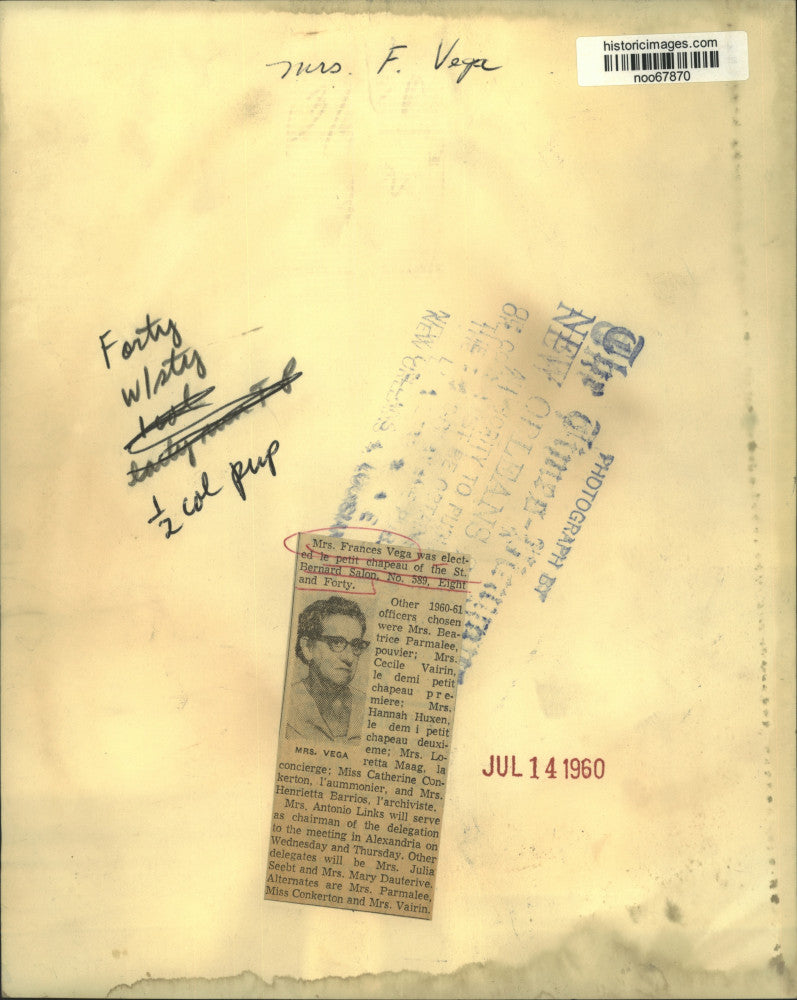 historicimages.com
noo67870
Mrs. F. Vega
Forty
w/sty
1/2 col pup
The Times-Picayune
NEW ORLEANS
PHOTOGRAPH BY
NEW ORLEANS
Mrs. Frances Vega was elect-
ed le petit chapeau of the St.
Bernard Salon, No. 389, Eight
and Forty.
Other 1960-61
officers chosen
were Mrs. Bea-
trice Parmalee,
pouvier; Mrs.
Cecile Vairin,
le demi petit
chapeau pre-
miere; Mrs.
Hannah Huxen,
le demi petit
chapeau deuxi-
eme; Mrs. Lo-
retta Maag, la
concierge; Miss Catherine Con-
kerton, l'aummonier, and Mrs.
Henrietta Barrios, l'archiviste.
Mrs. Antonio Links will serve
as chairman of the delegation
to the meeting in Alexandria on
Wednesday and Thursday. Other
delegates will be Mrs. Julia
Seebt and Mrs. Mary Dauterive.
Alternates are Mrs. Parmalee,
Miss Conkerton and Mrs. Vairin.
MRS. VEGA
JUL 14 1960